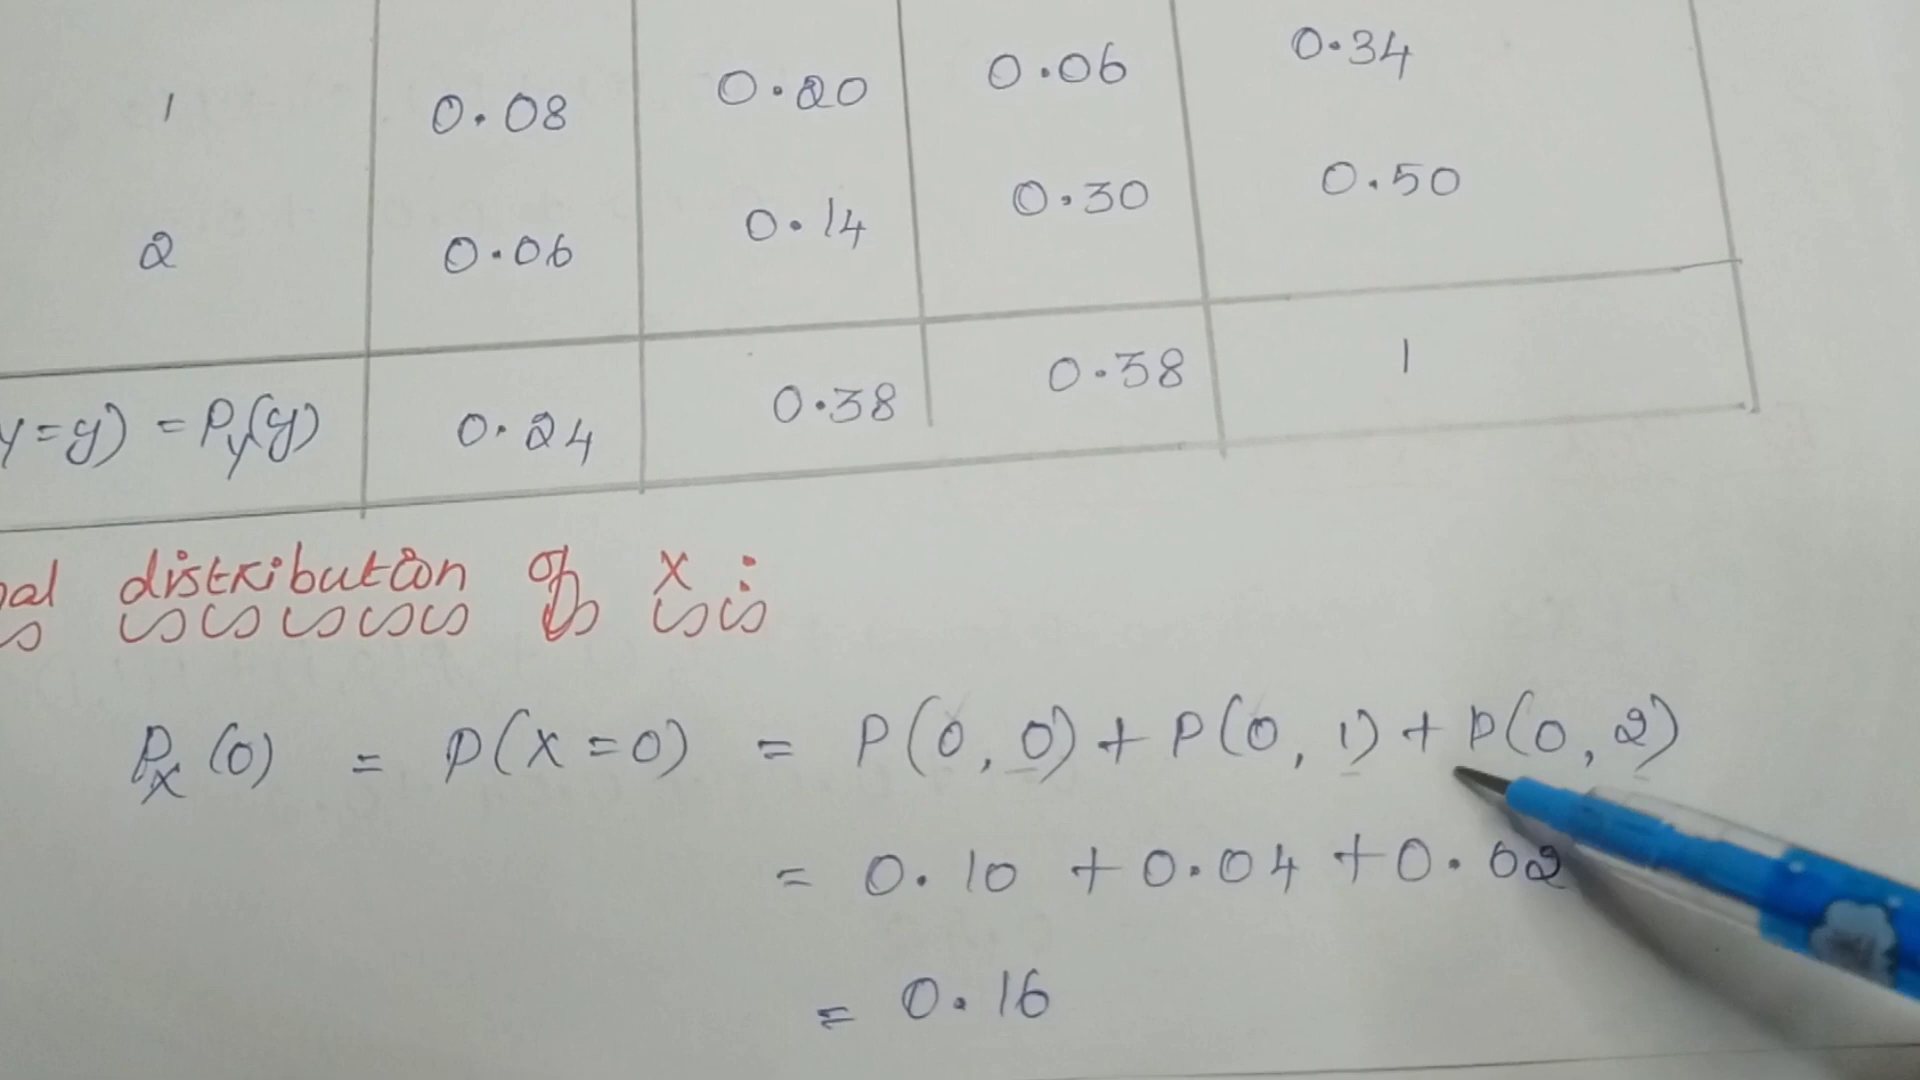 1 0.08 0.20 0.06 0.34
2 0.06 0.14 0.30 0.50
y=y) = Py(y) 0.24 0.38 0.38 1
distribution of x :
Px (0) = P(x=0) = P(0,0)+P(0,1)+P(0,2)
= 0.10 +0.04 +0.02
= 0.16